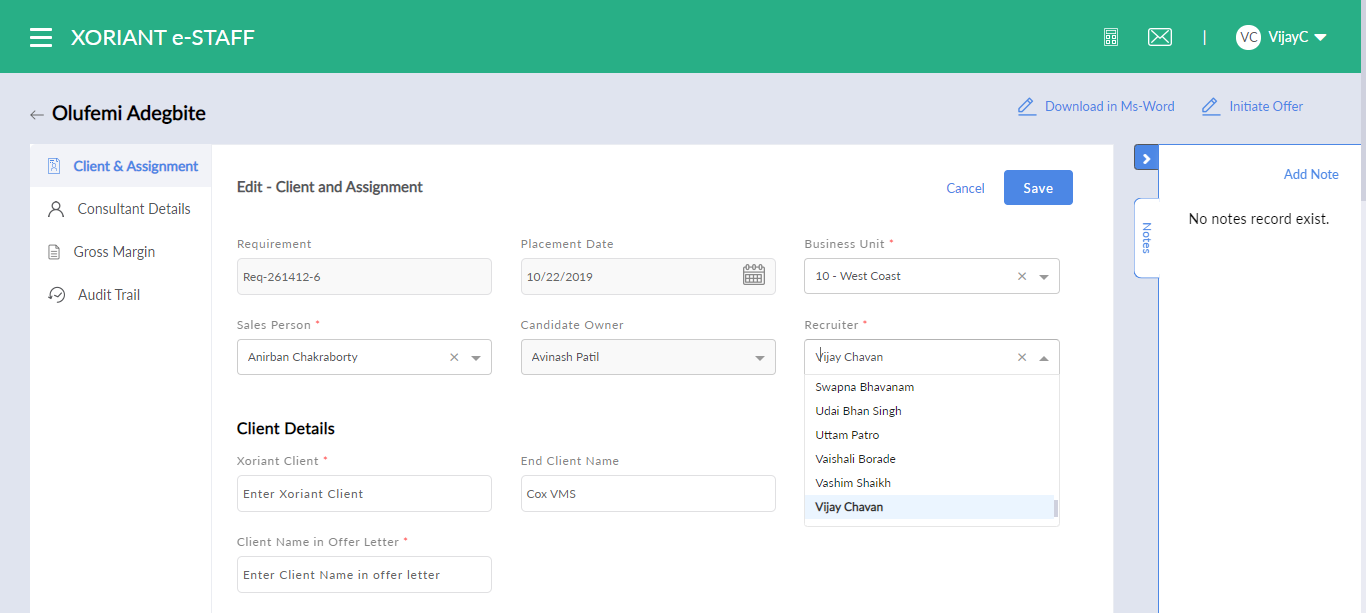 XORIANT e-STAFF
| VC VijayC
Olufemi Adegbite
Download in Ms-Word
Initiate Offer
Client & Assignment
Consultant Details
Gross Margin
Audit Trail
Edit - Client and Assignment
Cancel
Save
Requirement
Req-261412-6
Placement Date
10/22/2019
Business Unit *
10 - West Coast
Sales Person *
Anirban Chakraborty
Candidate Owner
Avinash Patil
Recruiter *
Vijay Chavan
Swapna Bhavanam
Udai Bhan Singh
Uttam Patro
Vaishali Borade
Vashim Shaikh
Vijay Chavan
Client Details
Xoriant Client *
Enter Xoriant Client
End Client Name
Cox VMS
Client Name in Offer Letter *
Enter Client Name in offer letter
Notes
Add Note
No notes record exist.